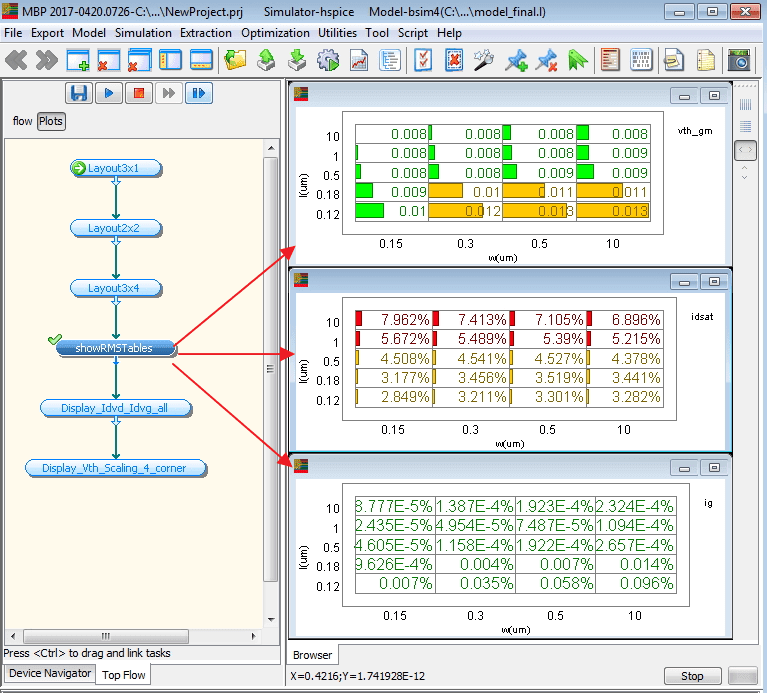 MBP 2017-0420.0726-C:\...\NewProject.prj Simulator-hspice Model-bsim4(C:\...\model_final.l)
File Export Model Simulation Extraction Optimization Utilities Tool Script Help
flow Plots
Layout3x1
Layout2x2
Layout3x4
showRMSTables
Display_Idvd_Idvg_all
Display_Vth_Scaling_4_corner
Press <Ctrl> to drag and link tasks
Device Navigator Top Flow
vth_gm
l(um)
10 0.008 0.008 0.008 0.008
1 0.008 0.008 0.008 0.009
0.5 0.008 0.008 0.009 0.009
0.18 0.009 0.01 0.011 0.011
0.12 0.01 0.012 0.013 0.013
0.15 0.3 0.5 10
w(um)
idsat
l(um)
10 7.962% 7.413% 7.105% 6.896%
1 5.672% 5.489% 5.39% 5.215%
0.5 4.508% 4.541% 4.527% 4.378%
0.18 3.177% 3.456% 3.519% 3.441%
0.12 2.849% 3.211% 3.301% 3.282%
0.15 0.3 0.5 10
w(um)
ig
l(um)
10 8.777E-5% 1.387E-4% 1.923E-4% 2.324E-4%
1 2.435E-5% 4.954E-5% 7.487E-5% 1.094E-4%
0.5 4.605E-5% 1.158E-4% 1.922E-4% 2.657E-4%
0.18 9.626E-4% 0.004% 0.007% 0.014%
0.12 0.007% 0.035% 0.058% 0.096%
0.15 0.3 0.5 10
w(um)
Browser
X=0.4216;Y=1.741928E-12 Stop